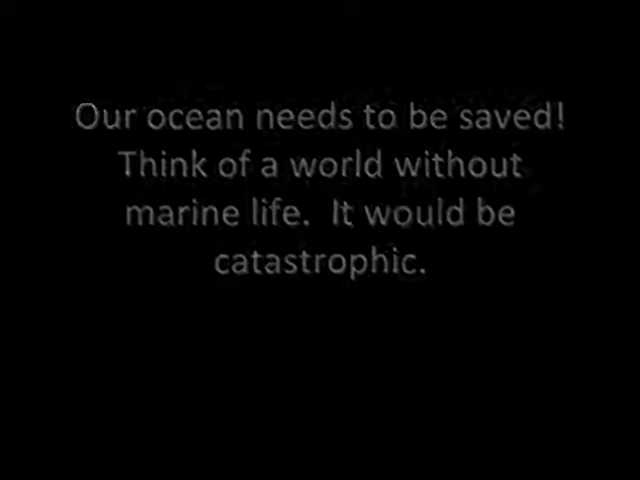 Our ocean needs to be saved!
Think of a world without
marine life.  It would be
catastrophic.